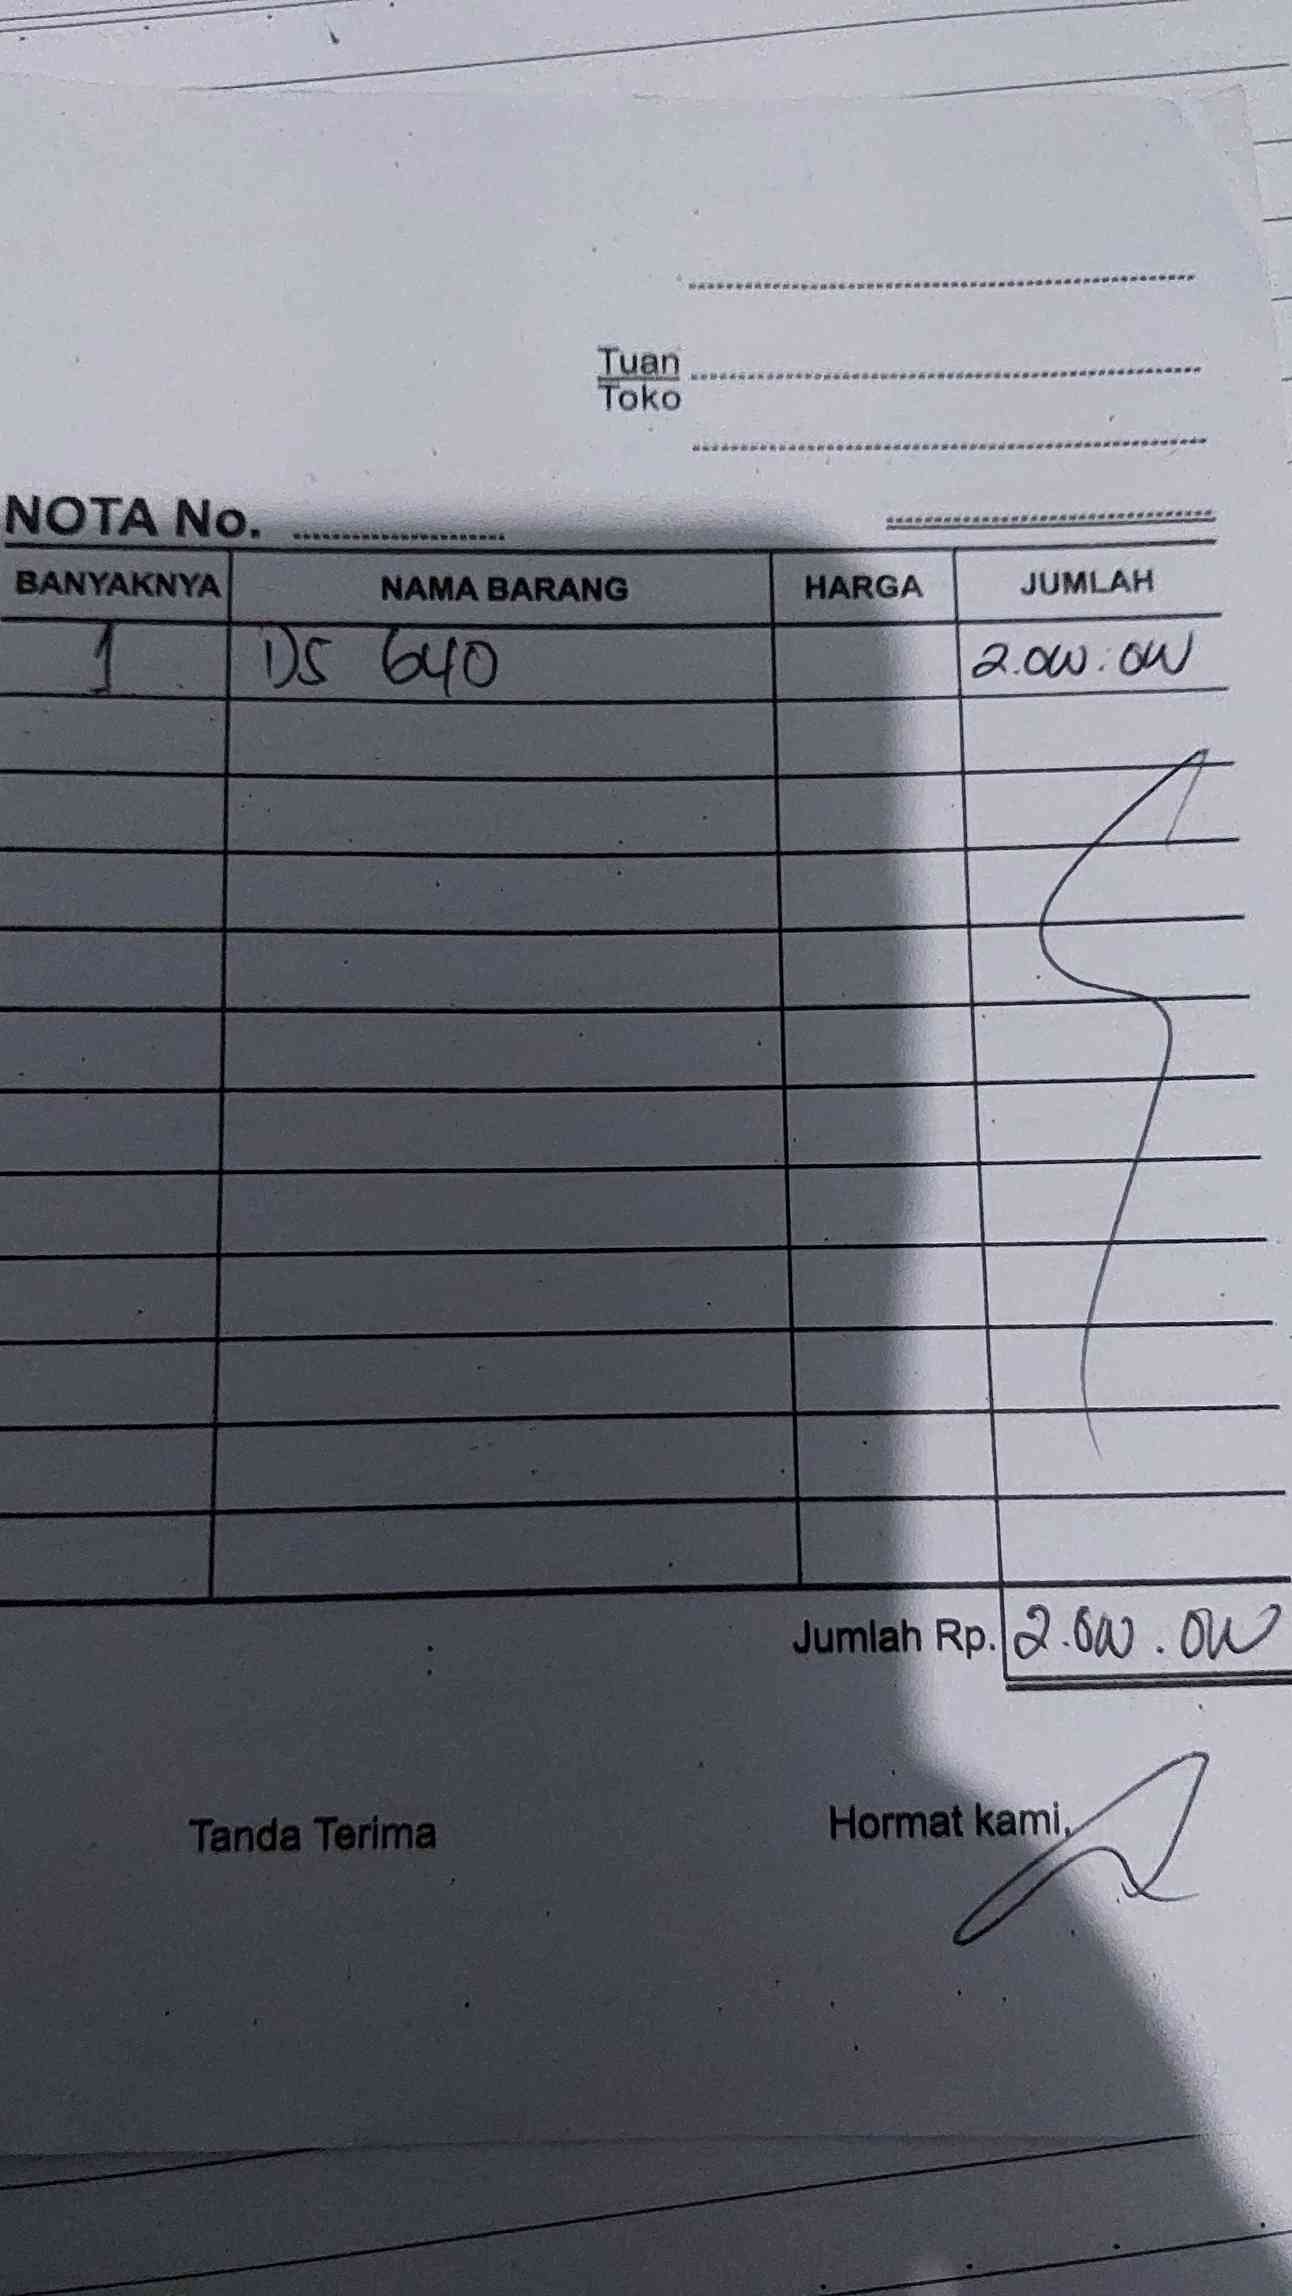 Tuan
Toko
NOTA No.
BANYAKNYA NAMA BARANG HARGA JUMLAH
1 DS 640 2.000.000
Jumlah Rp. 2.000.000
Tanda Terima Hormat kami,